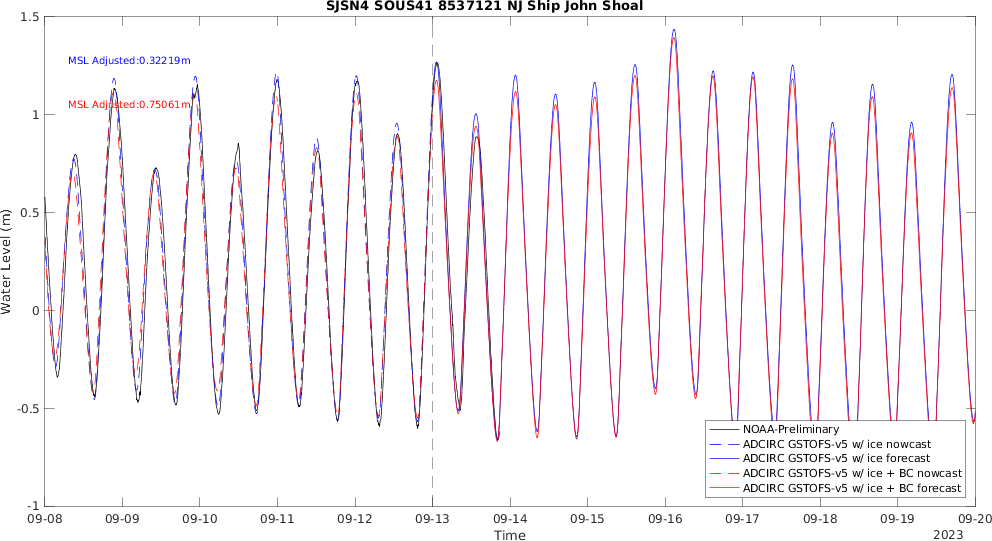 SJSN4 SOUS41 8537121 NJ Ship John Shoal
MSL Adjusted:0.32219m
MSL Adjusted:0.75061m
Water Level (m)
1.5
1
0.5
0
-0.5
-1
NOAA-Preliminary
ADCIRC GSTOFS-v5 w/ ice nowcast
ADCIRC GSTOFS-v5 w/ ice forecast
ADCIRC GSTOFS-v5 w/ ice + BC nowcast
ADCIRC GSTOFS-v5 w/ ice + BC forecast
09-08 09-09 09-10 09-11 09-12 09-13 09-14 09-15 09-16 09-17 09-18 09-19 09-20
Time
2023